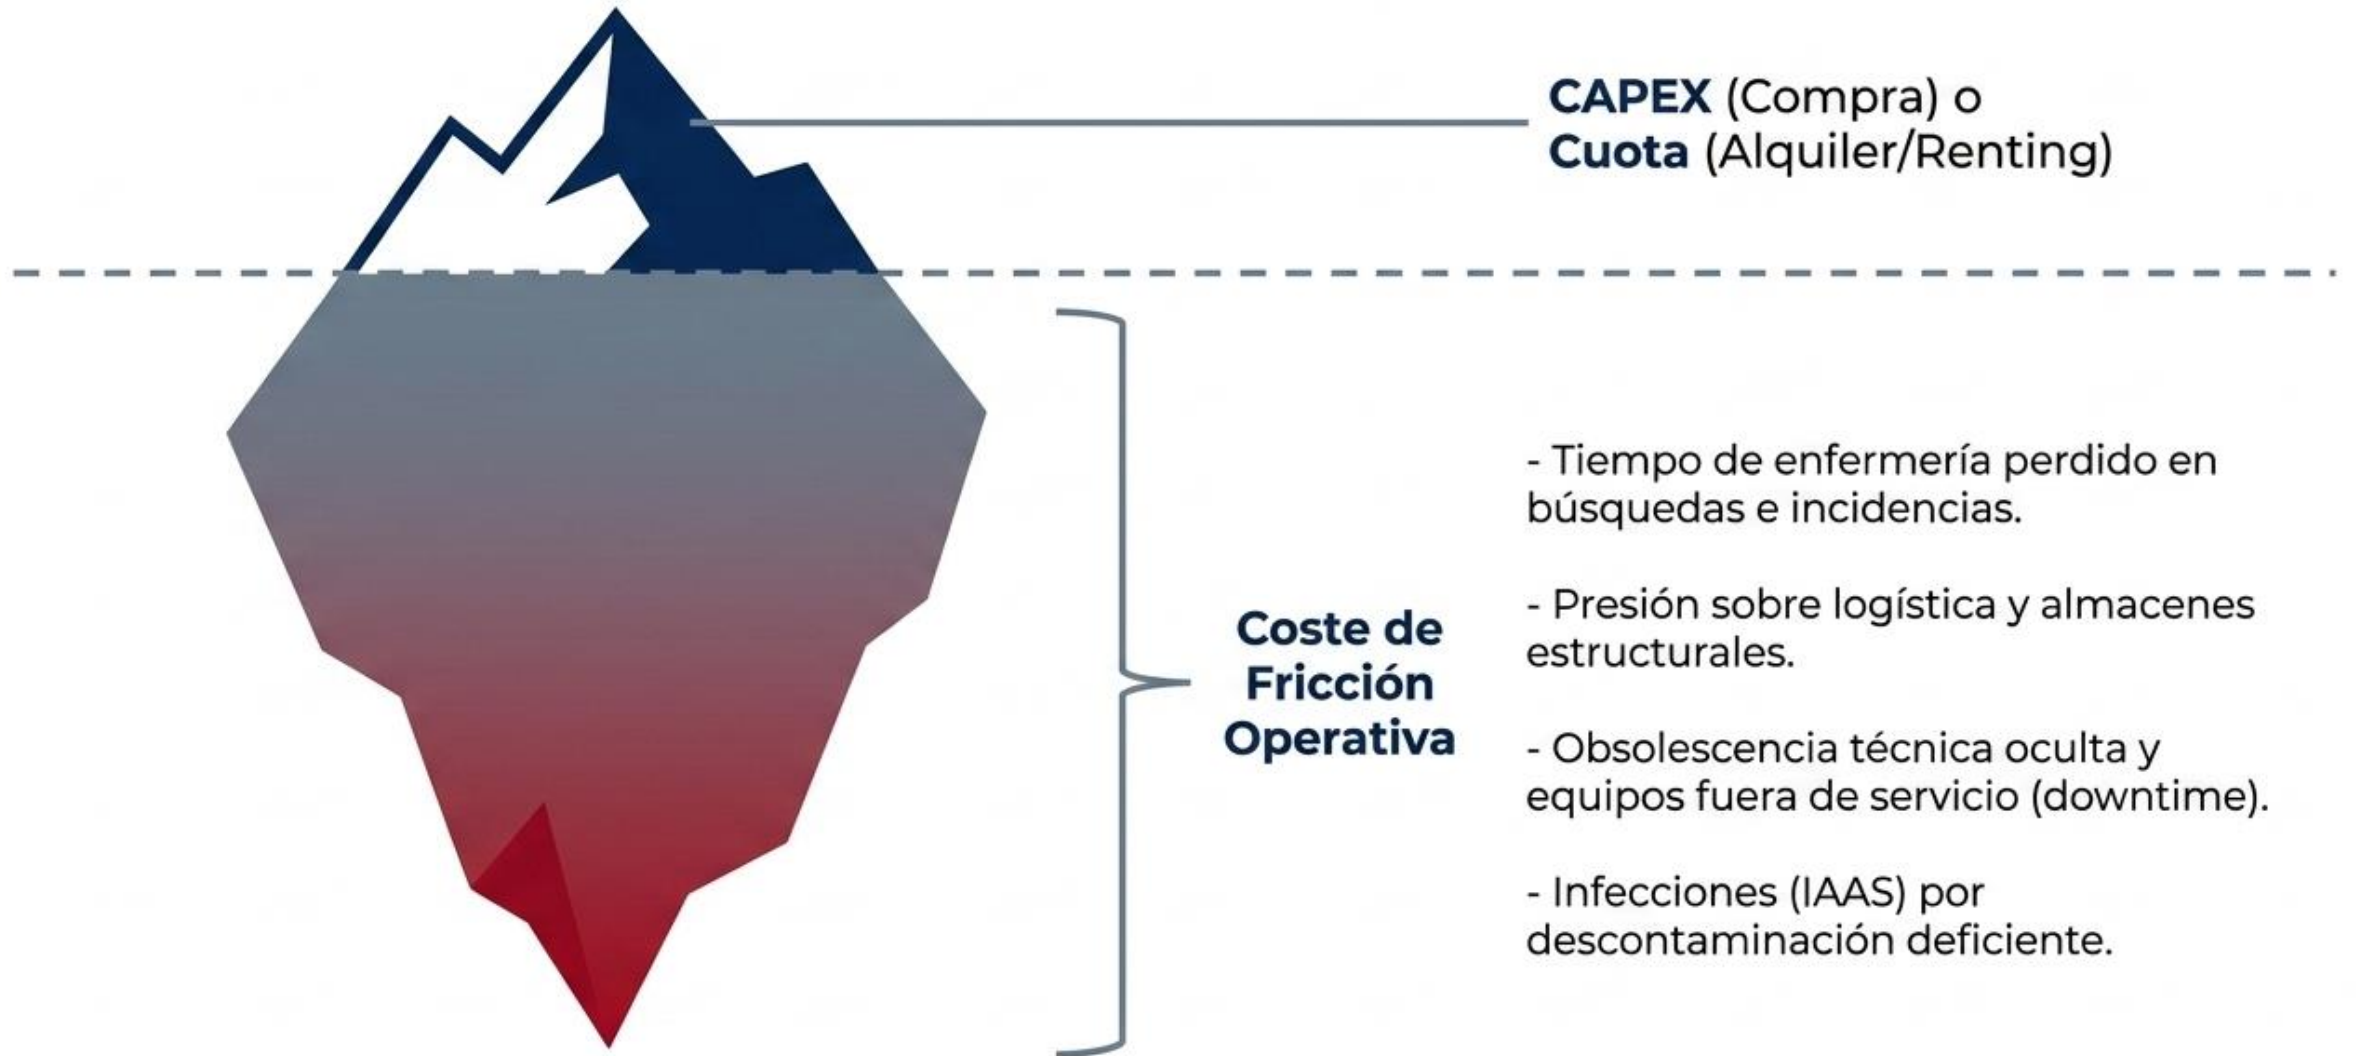 CAPEX (Compra) o
Cuota (Alquiler/Renting)
Coste de
Fricción
Operativa
- Tiempo de enfermería perdido en
búsquedas e incidencias.
- Presión sobre logística y almacenes
estructurales.
- Obsolescencia técnica oculta y
equipos fuera de servicio (downtime).
- Infecciones (IAAS) por
descontaminación deficiente.